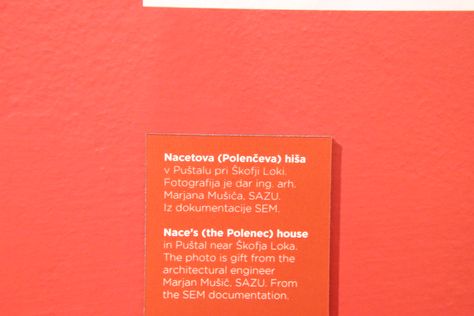 Nacetova (Polenčeva) hiša
v Puštalu pri Škofji Loki.
Fotografija je dar ing. arh.
Marjana Mušiča, SAZU.
Iz dokumentacije SEM.
Nace's (the Polenec) house
in Puštal near Škofja Loka.
The photo is gift from the
architectural engineer
Marjan Mušič, SAZU. From
the SEM documentation.